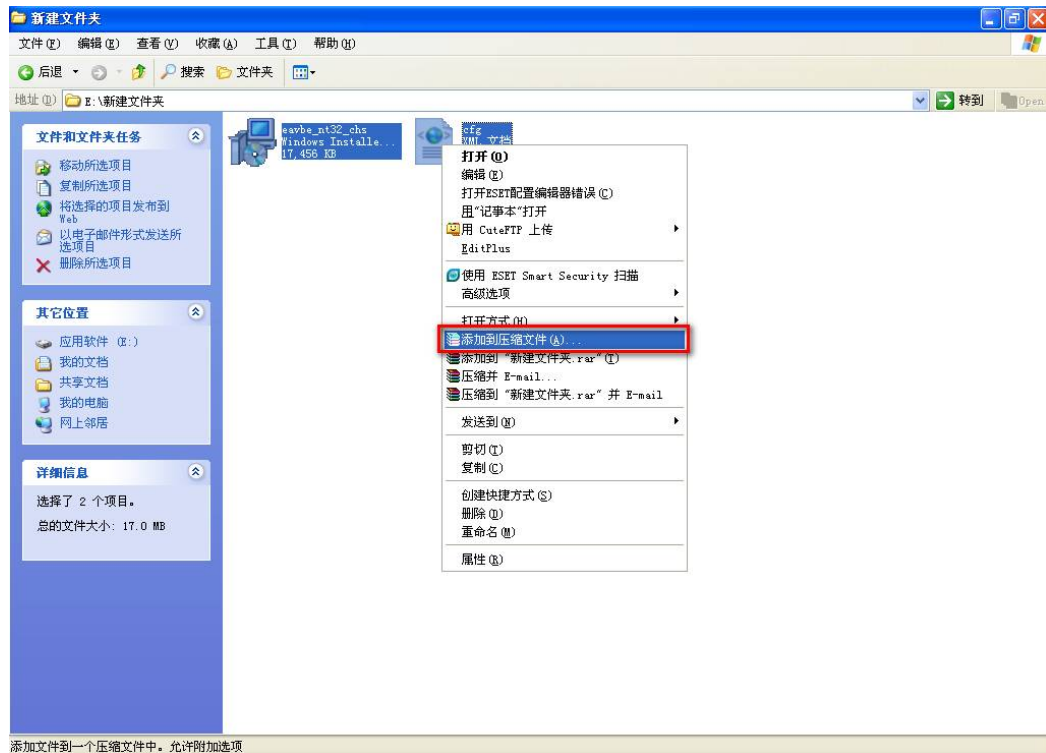 新建文件夹
文件(F) 编辑(E) 查看(V) 收藏(A) 工具(T) 帮助(H)
后退 搜索 文件夹
地址(D) E:\新建文件夹 转到 Open
文件和文件夹任务
移动所选项目
复制所选项目
将选择的项目发布到
Web
以电子邮件形式发送所
选项目
删除所选项目
其它位置
应用软件 (E:)
我的文档
共享文档
我的电脑
网上邻居
详细信息
选择了 2 个项目。
总的文件大小: 17.0 MB
eavbe_nt32_chs
Windows Installe...
17,456 KB
cfg
XML 文档
打开(O)
编辑(E)
打开ESET配置编辑器错误(C)
用"记事本"打开
用 CuteFTP 上传
EditPlus
使用 ESET Smart Security 扫描
高级选项
打开方式(H)
添加到压缩文件(A)...
添加到 "新建文件夹.rar"(T)
压缩并 E-mail...
压缩到 "新建文件夹.rar" 并 E-mail
发送到(N)
剪切(T)
复制(C)
创建快捷方式(S)
删除(D)
重命名(M)
属性(R)
添加文件到一个压缩文件中。允许附加选项